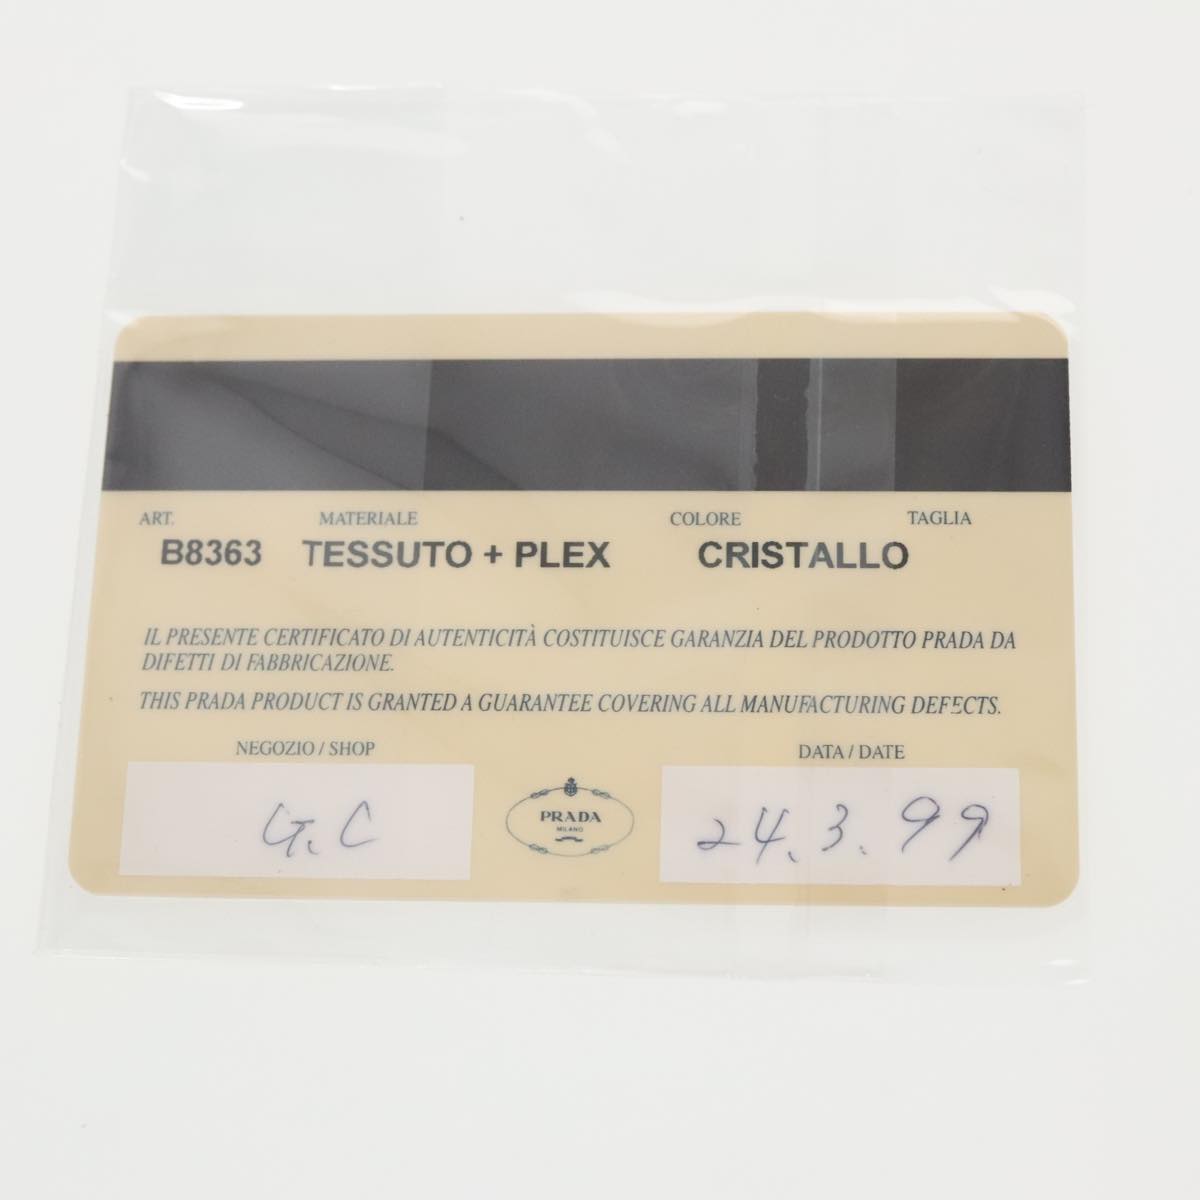 ART. MATERIALE COLORE TAGLIA
B8363 TESSUTO + PLEX CRISTALLO
IL PRESENTE CERTIFICATO DI AUTENTICITÀ COSTITUISCE GARANZIA DEL PRODOTTO PRADA DA
DIFETTI DI FABBRICAZIONE.
THIS PRADA PRODUCT IS GRANTED A GUARANTEE COVERING ALL MANUFACTURING DEFECTS.
NEGOZIO / SHOP DATA / DATE
G.C
PRADA
MILANO
24.3.99